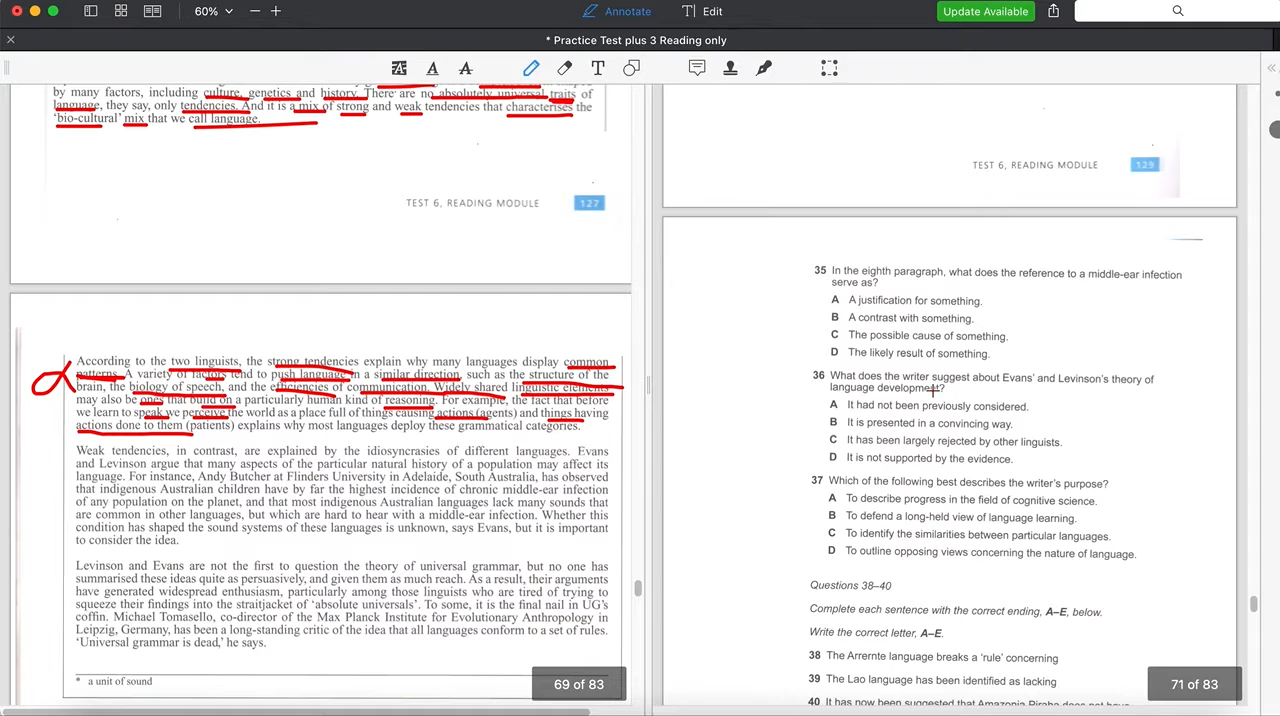 60%
Annotate
Edit
Update Available
* Practice Test plus 3 Reading only
by many factors, including culture, genetics and history. There are no absolutely universal traits of
language, they say, only tendencies. And it is a mix of strong and weak tendencies that characterises the
'bio-cultural' mix that we call language.
TEST 6, READING MODULE 127
According to the two linguists, the strong tendencies explain why many languages display common
patterns. A variety of factors tend to push language in a similar direction, such as the structure of the
brain, the biology of speech, and the efficiencies of communication. Widely shared linguistic elements
may also be ones that build on a particularly human kind of reasoning. For example, the fact that before
we learn to speak we perceive the world as a place full of things causing actions (agents) and things having
actions done to them (patients) explains why most languages deploy these grammatical categories.
Weak tendencies, in contrast, are explained by the idiosyncrasies of different languages. Evans
and Levinson argue that many aspects of the particular natural history of a population may affect its
language. For instance, Andy Butcher at Flinders University in Adelaide, South Australia, has observed
that indigenous Australian children have by far the highest incidence of chronic middle-ear infection
of any population on the planet, and that most indigenous Australian languages lack many sounds that
are common in other languages, but which are hard to hear with a middle-ear infection. Whether this
condition has shaped the sound systems of these languages is unknown, says Evans, but it is important
to consider the idea.
Levinson and Evans are not the first to question the theory of universal grammar, but no one has
summarised these ideas quite as persuasively, and given them as much reach. As a result, their arguments
have generated widespread enthusiasm, particularly among those linguists who are tired of trying to
squeeze their findings into the straitjacket of 'absolute universals'. To some, it is the final nail in UG's
coffin. Michael Tomasello, co-director of the Max Planck Institute for Evolutionary Anthropology in
Leipzig, Germany, has been a long-standing critic of the idea that all languages conform to a set of rules.
'Universal grammar is dead,' he says.
* a unit of sound
69 of 83
TEST 6, READING MODULE 129
35 In the eighth paragraph, what does the reference to a middle-ear infection
serve as?
A A justification for something.
B A contrast with something.
C The possible cause of something.
D The likely result of something.
36 What does the writer suggest about Evans' and Levinson's theory of
language development?
A It had not been previously considered.
B It is presented in a convincing way.
C It has been largely rejected by other linguists.
D It is not supported by the evidence.
37 Which of the following best describes the writer's purpose?
A To describe progress in the field of cognitive science.
B To defend a long-held view of language learning.
C To identify the similarities between particular languages.
D To outline opposing views concerning the nature of language.
Questions 38–40
Complete each sentence with the correct ending, A–E, below.
Write the correct letter, A–E.
38 The Arrernte language breaks a 'rule' concerning
39 The Lao language has been identified as lacking
40 It has now been suggested that Amazonia Piraha does not have
71 of 83